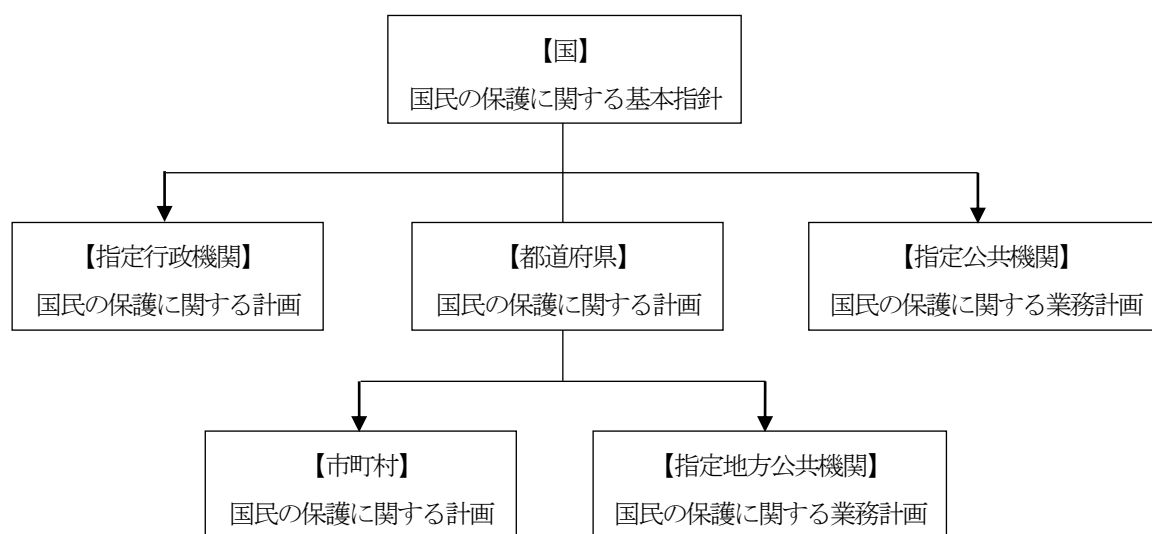 【国】
国民の保護に関する基本指針
【指定行政機関】
国民の保護に関する計画
【都道府県】
国民の保護に関する計画
【指定公共機関】
国民の保護に関する業務計画
【市町村】
国民の保護に関する計画
【指定地方公共機関】
国民の保護に関する業務計画